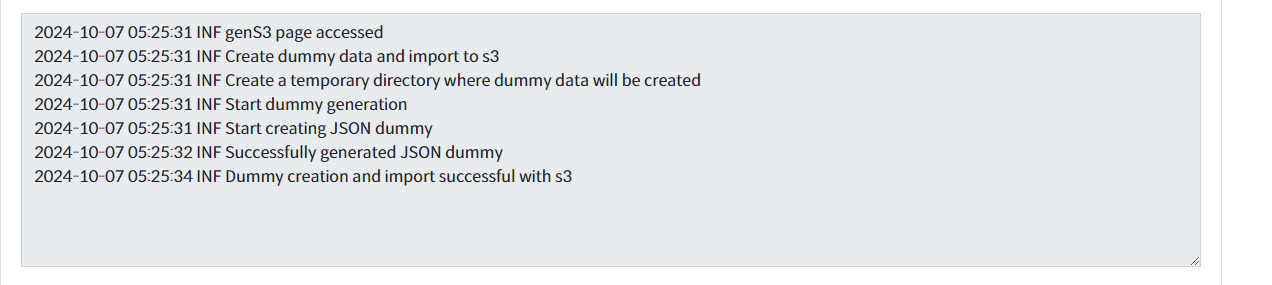 2024-10-07 05:25:31 INF genS3 page accessed
2024-10-07 05:25:31 INF Create dummy data and import to s3
2024-10-07 05:25:31 INF Create a temporary directory where dummy data will be created
2024-10-07 05:25:31 INF Start dummy generation
2024-10-07 05:25:31 INF Start creating JSON dummy
2024-10-07 05:25:32 INF Successfully generated JSON dummy
2024-10-07 05:25:34 INF Dummy creation and import successful with s3